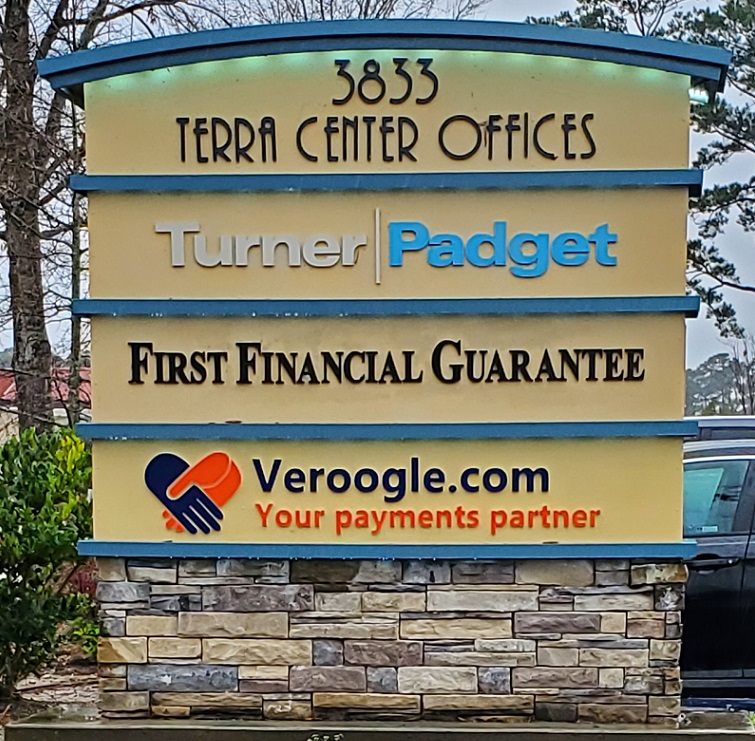 3833
TERRA CENTER OFFICES
Turner|Padget
FIRST FINANCIAL GUARANTEE
Veroogle.com
Your payments partner